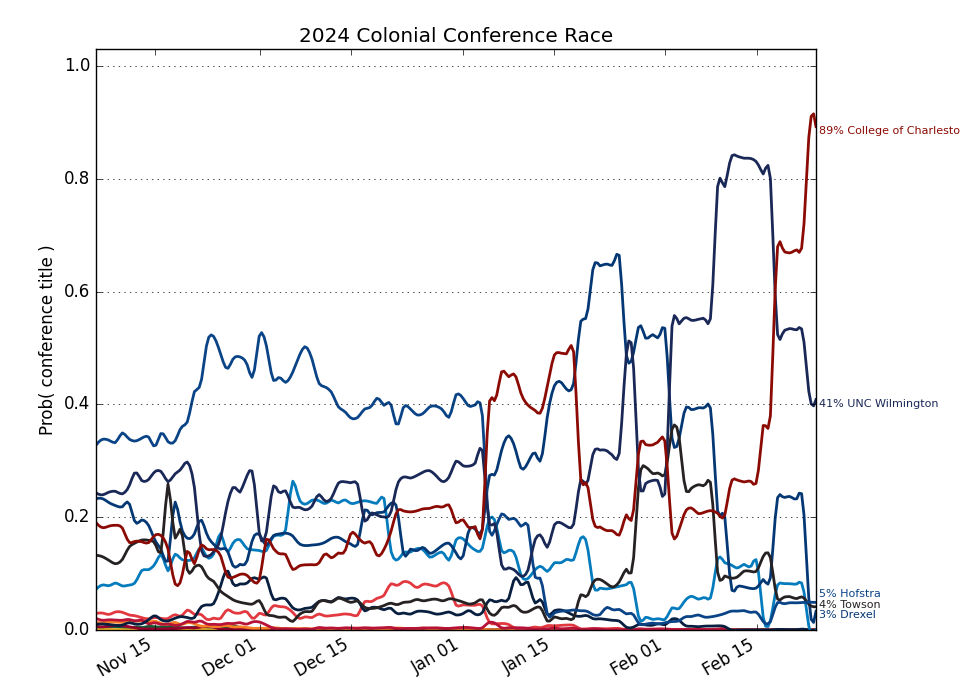 2024 Colonial Conference Race
Prob( conference title )
1.0
0.8
0.6
0.4
0.2
0.0
89% College of Charlesto
41% UNC Wilmington
5% Hofstra
4% Towson
3% Drexel
Nov 15
Dec 01
Dec 15
Jan 01
Jan 15
Feb 01
Feb 15